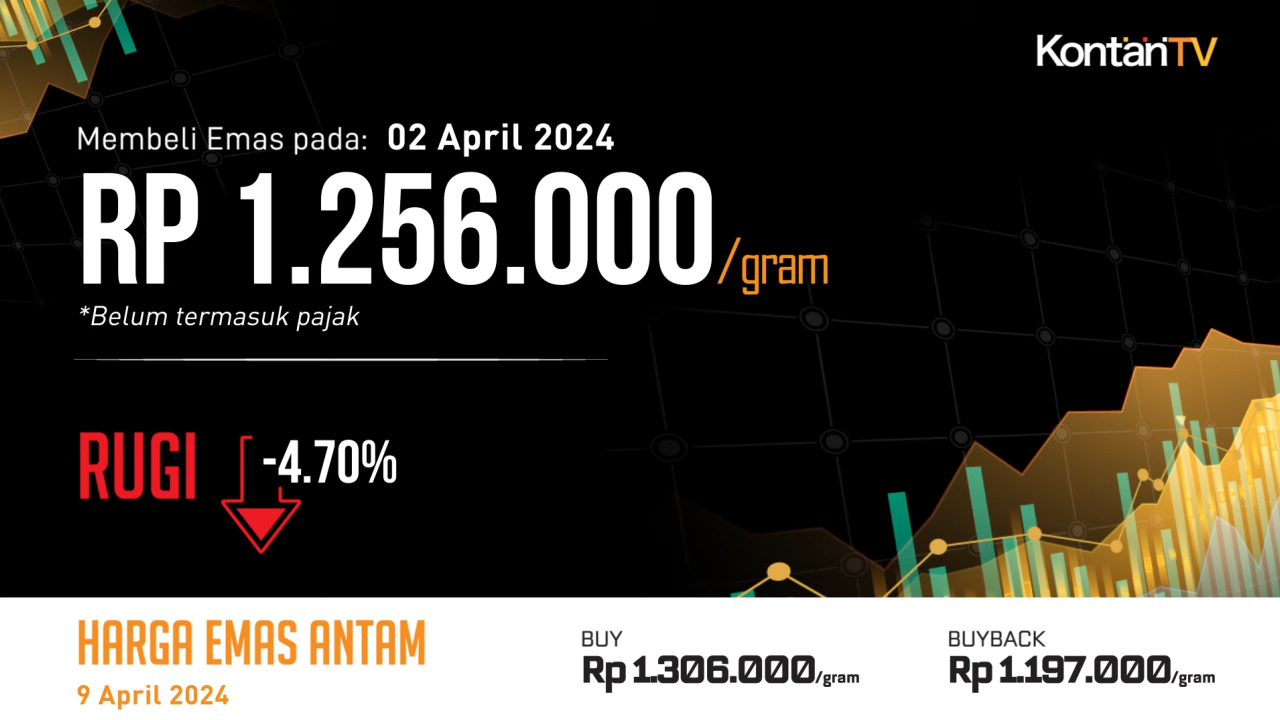 KontanTV
Membeli Emas pada: 02 April 2024
RP 1.256.000/gram
*Belum termasuk pajak
RUGI -4.70%
HARGA EMAS ANTAM
9 April 2024
BUY
Rp 1.306.000/gram
BUYBACK
Rp 1.197.000/gram